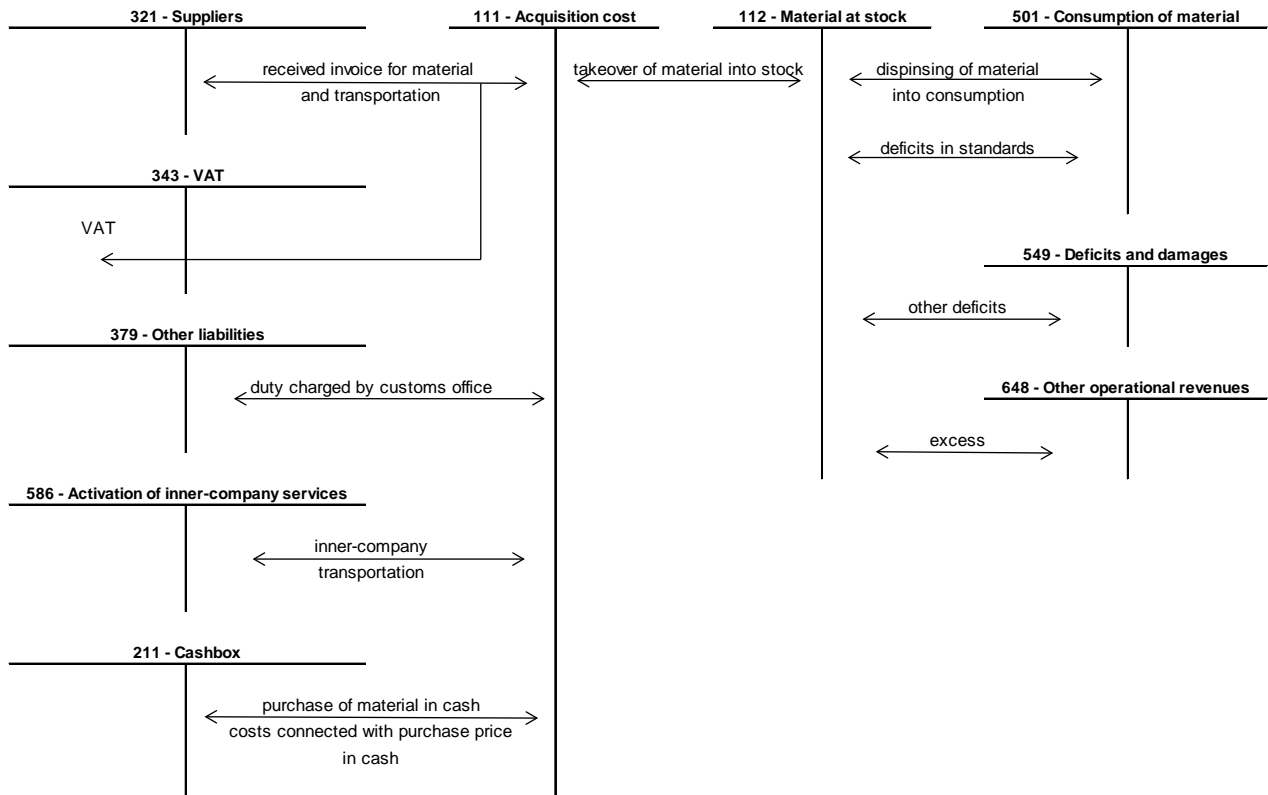 321 - Suppliers
111 - Acquisition cost
112 - Material at stock
501 - Consumption of material
received invoice for material
and transportation
takeover of material into stock
dispinsing of material
into consumption
deficits in standards
343 - VAT
VAT
549 - Deficits and damages
other deficits
379 - Other liabilities
duty charged by customs office
648 - Other operational revenues
excess
586 - Activation of inner-company services
inner-company
transportation
211 - Cashbox
purchase of material in cash
costs connected with purchase price
in cash